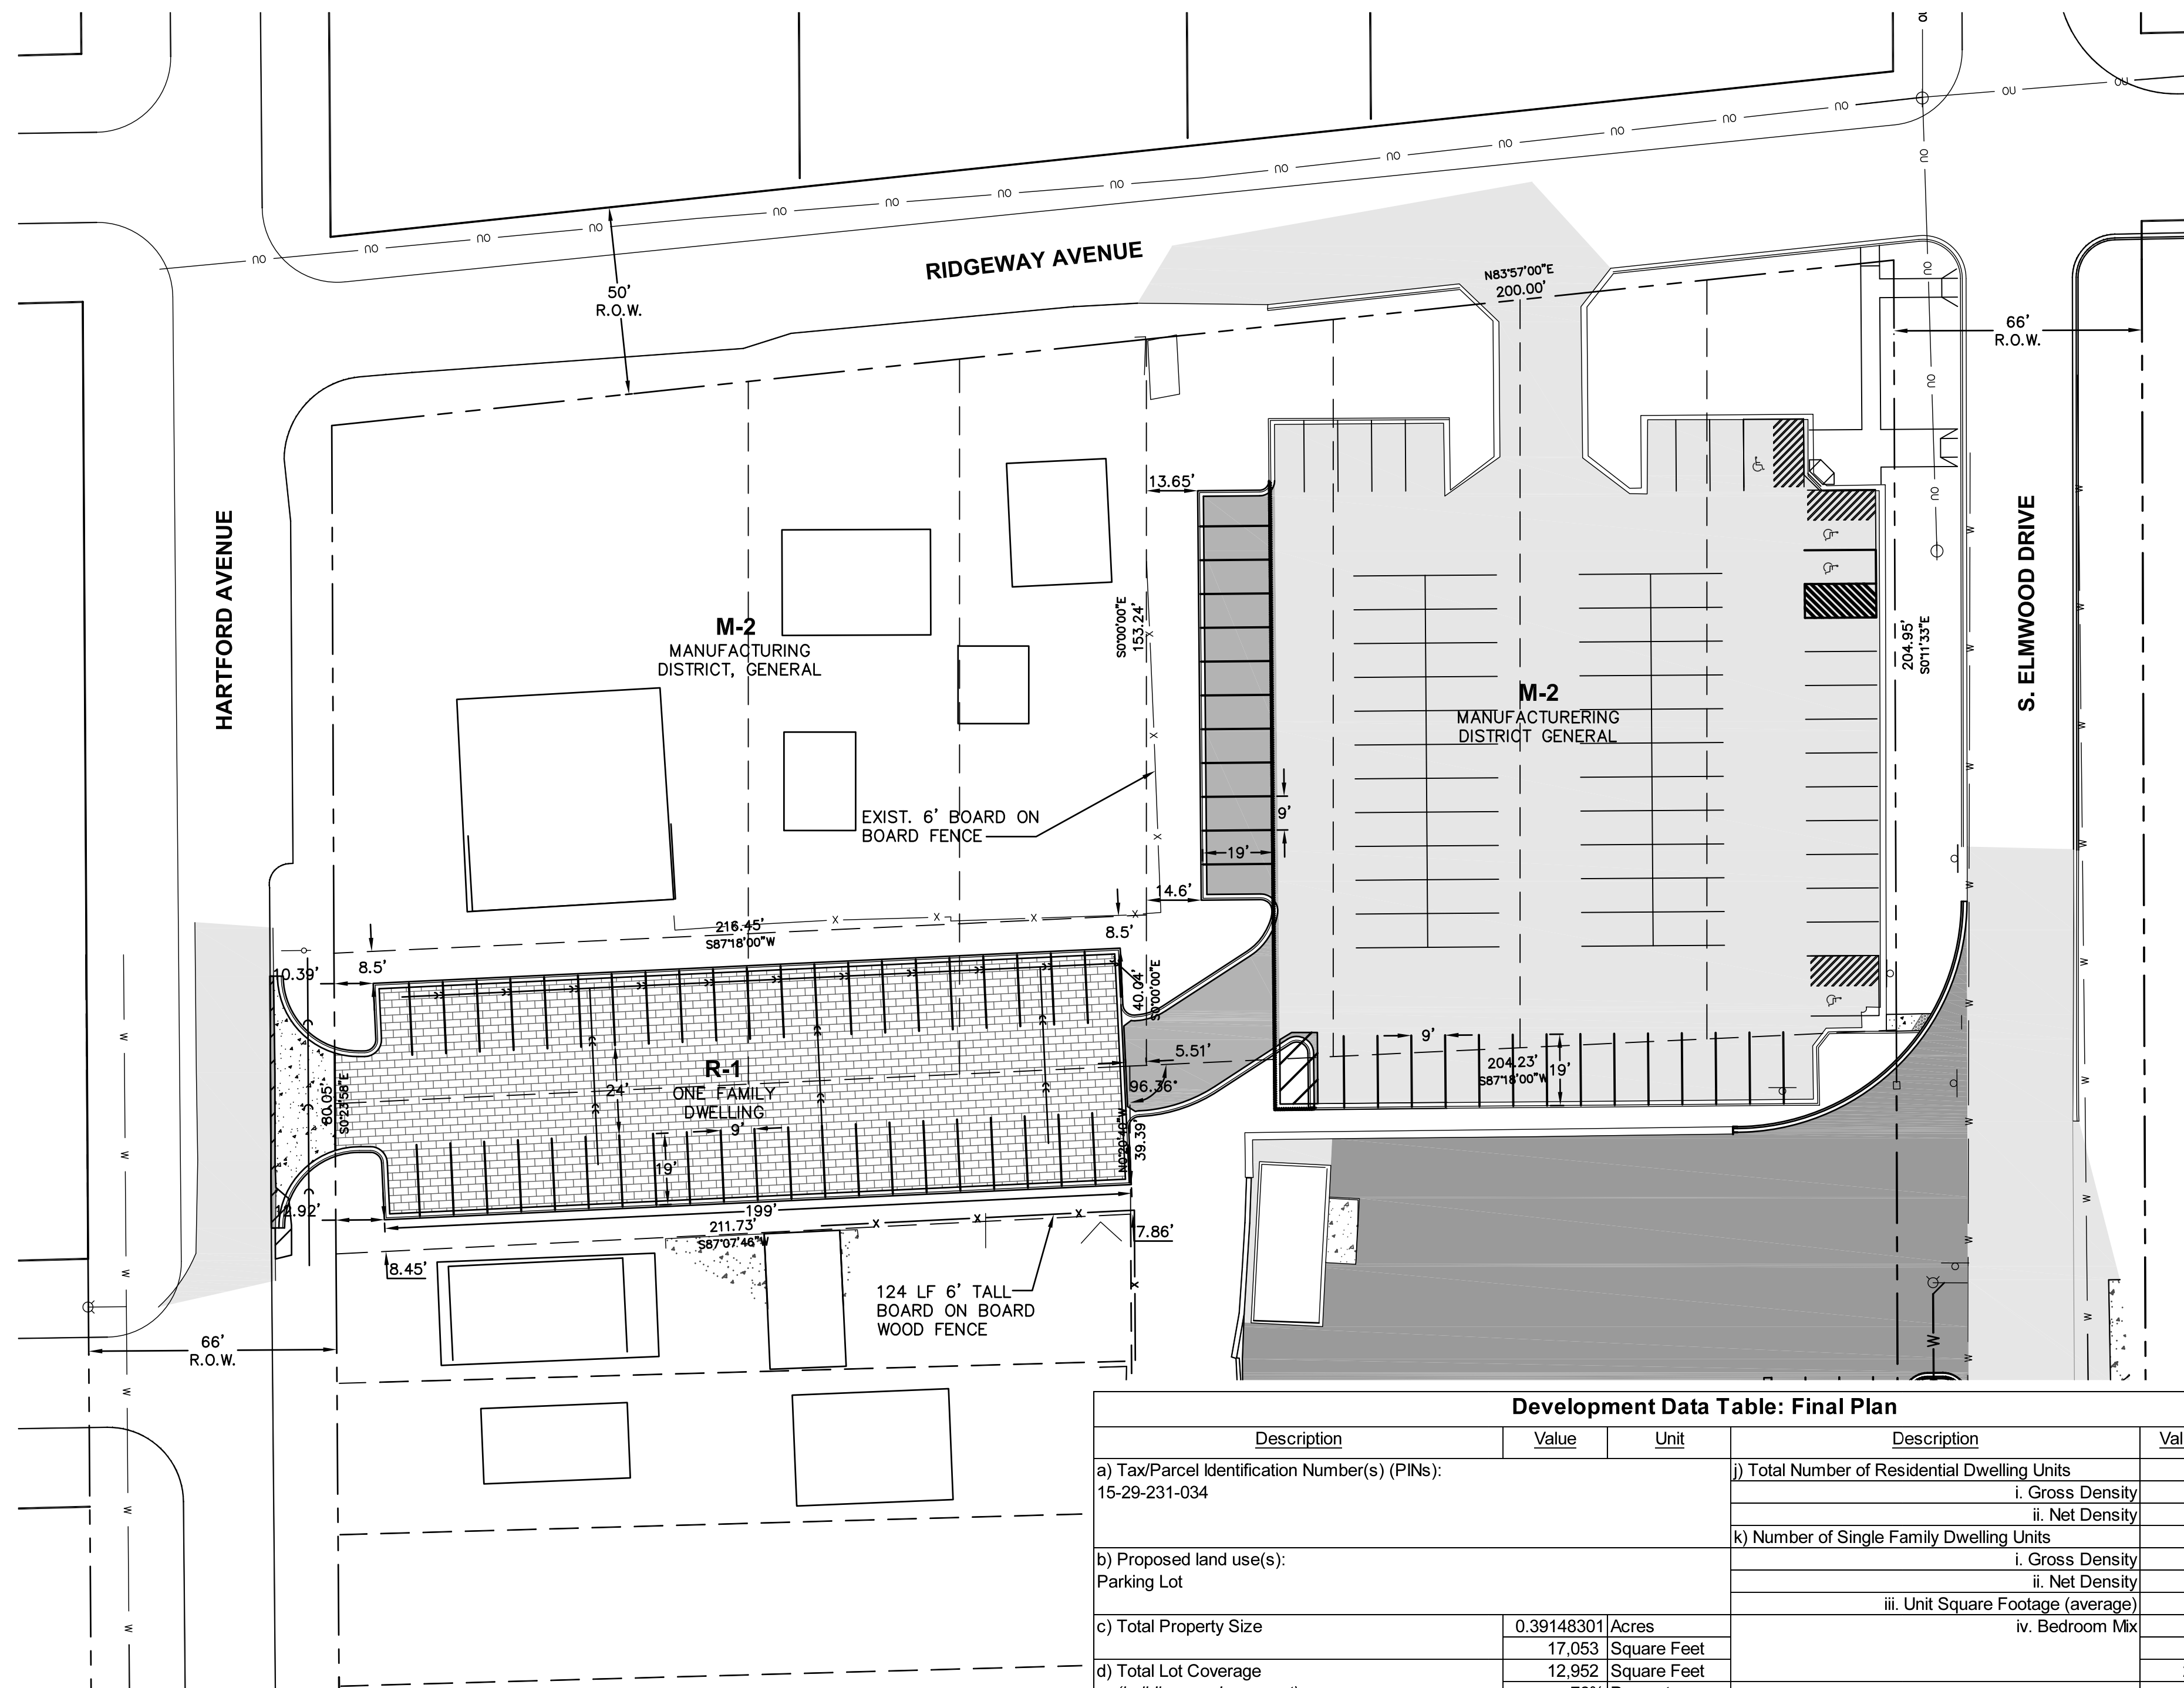 RIDGEWAY AVENUE
50'
R.O.W.
N83°57'00"E
200.00'
66'
R.O.W.
HARTFORD AVENUE
S. ELMWOOD DRIVE
13.65'
M-2
MANUFACTURING
DISTRICT, GENERAL
S0°00'00"E
153.24'
204.95'
S0°11'33"E
M-2
MANUFACTURERING
DISTRICT GENERAL
EXIST. 6' BOARD ON
BOARD FENCE
9'
19'
14.6'
216.45'
S87°18'00"W
8.5'
8.5'
10.39'
40.04'
S0°00'00"E
9'
5.51'
204.23'
S87°18'00"W
19'
R-1
ONE FAMILY
DWELLING
24'
96.36°
80.05'
S0°23'58"E
9'
19'
39.39'
12.92'
199'
211.73'
S87°07'46"W
7.86'
8.45'
124 LF 6' TALL
BOARD ON BOARD
WOOD FENCE
66'
R.O.W.
Development Data Table: Final Plan
Description Value Unit Description
a) Tax/Parcel Identification Number(s) (PINs): j) Total Number of Residential Dwelling Units
15-29-231-034 i. Gross Density
ii. Net Density
k) Number of Single Family Dwelling Units
b) Proposed land use(s): i. Gross Density
Parking Lot ii. Net Density
iii. Unit Square Footage (average)
c) Total Property Size 0.39148301 Acres iv. Bedroom Mix
17,053 Square Feet
d) Total Lot Coverage 12,952 Square Feet